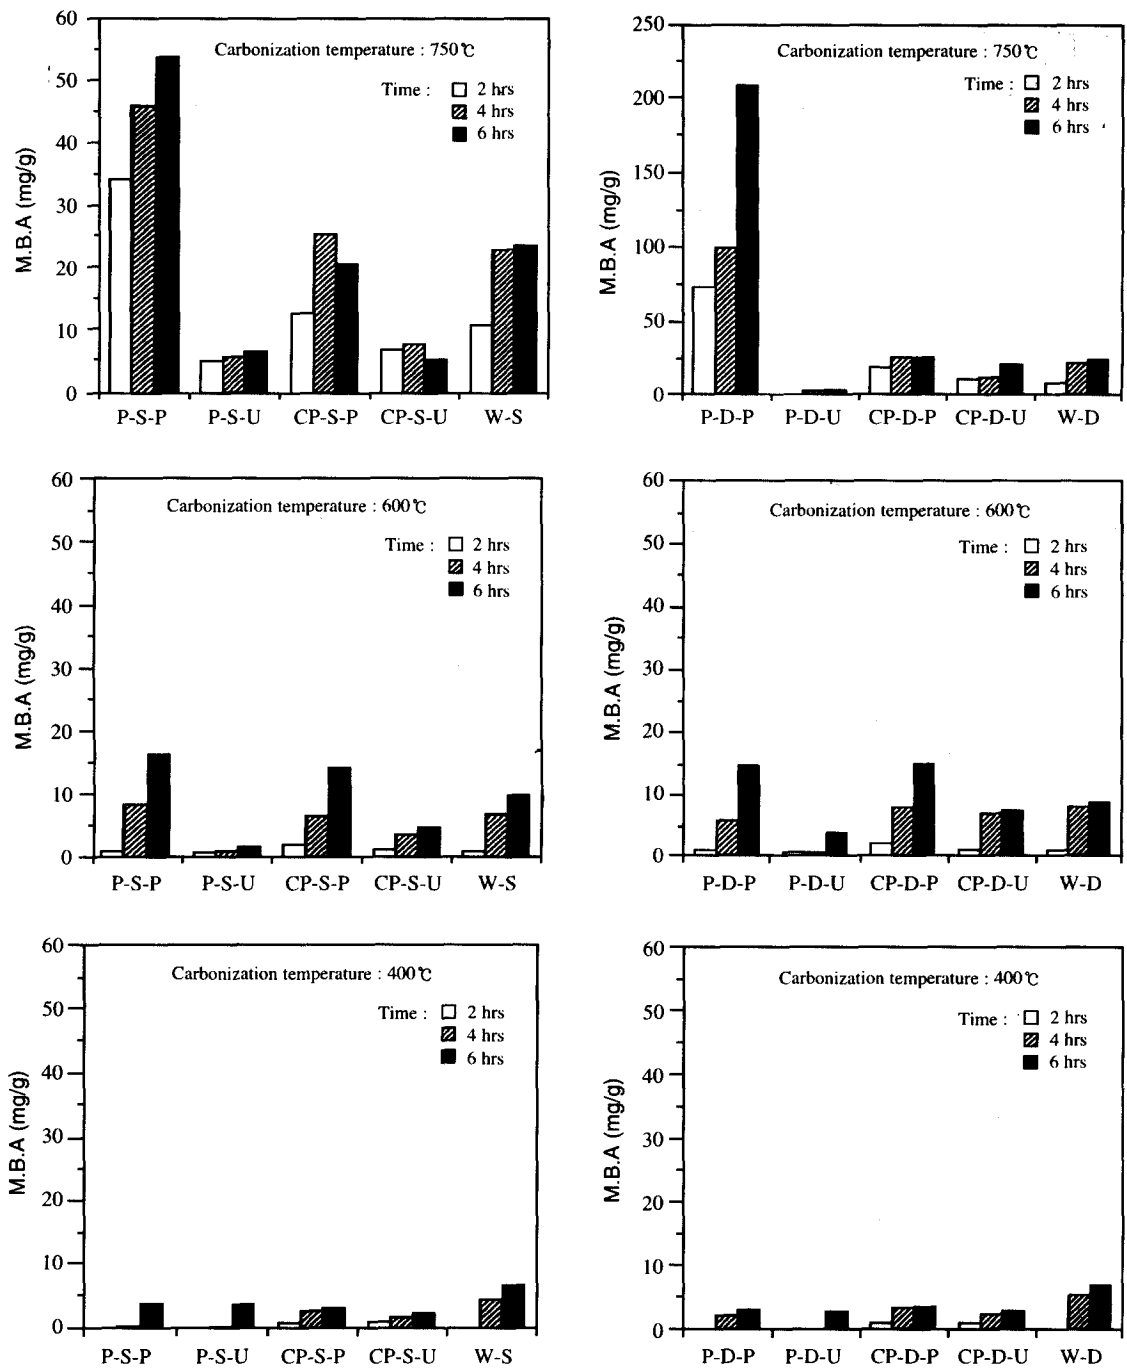 60
50
40
30
20
10
0
M.B.A (mg/g)
Carbonization temperature : 750℃
Time : 2 hrs
4 hrs
6 hrs
P-S-P P-S-U CP-S-P CP-S-U W-S
250
200
150
100
50
0
M.B.A (mg/g)
Carbonization temperature : 750℃
Time : 2 hrs
4 hrs
6 hrs
P-D-P P-D-U CP-D-P CP-D-U W-D
60
50
40
30
20
10
0
M.B.A (mg/g)
Carbonization temperature : 600℃
Time : 2 hrs
4 hrs
6 hrs
P-S-P P-S-U CP-S-P CP-S-U W-S
60
50
40
30
20
10
0
M.B.A (mg/g)
Carbonization temperature : 600℃
Time : 2 hrs
4 hrs
6 hrs
P-D-P P-D-U CP-D-P CP-D-U W-D
60
50
40
30
20
10
0
M.B.A (mg/g)
Carbonization temperature : 400℃
Time : 2 hrs
4 hrs
6 hrs
P-S-P P-S-U CP-S-P CP-S-U W-S
60
50
40
30
20
10
0
M.B.A (mg/g)
Carbonization temperature : 400℃
Time : 2 hrs
4 hrs
6 hrs
P-D-P P-D-U CP-D-P CP-D-U W-D